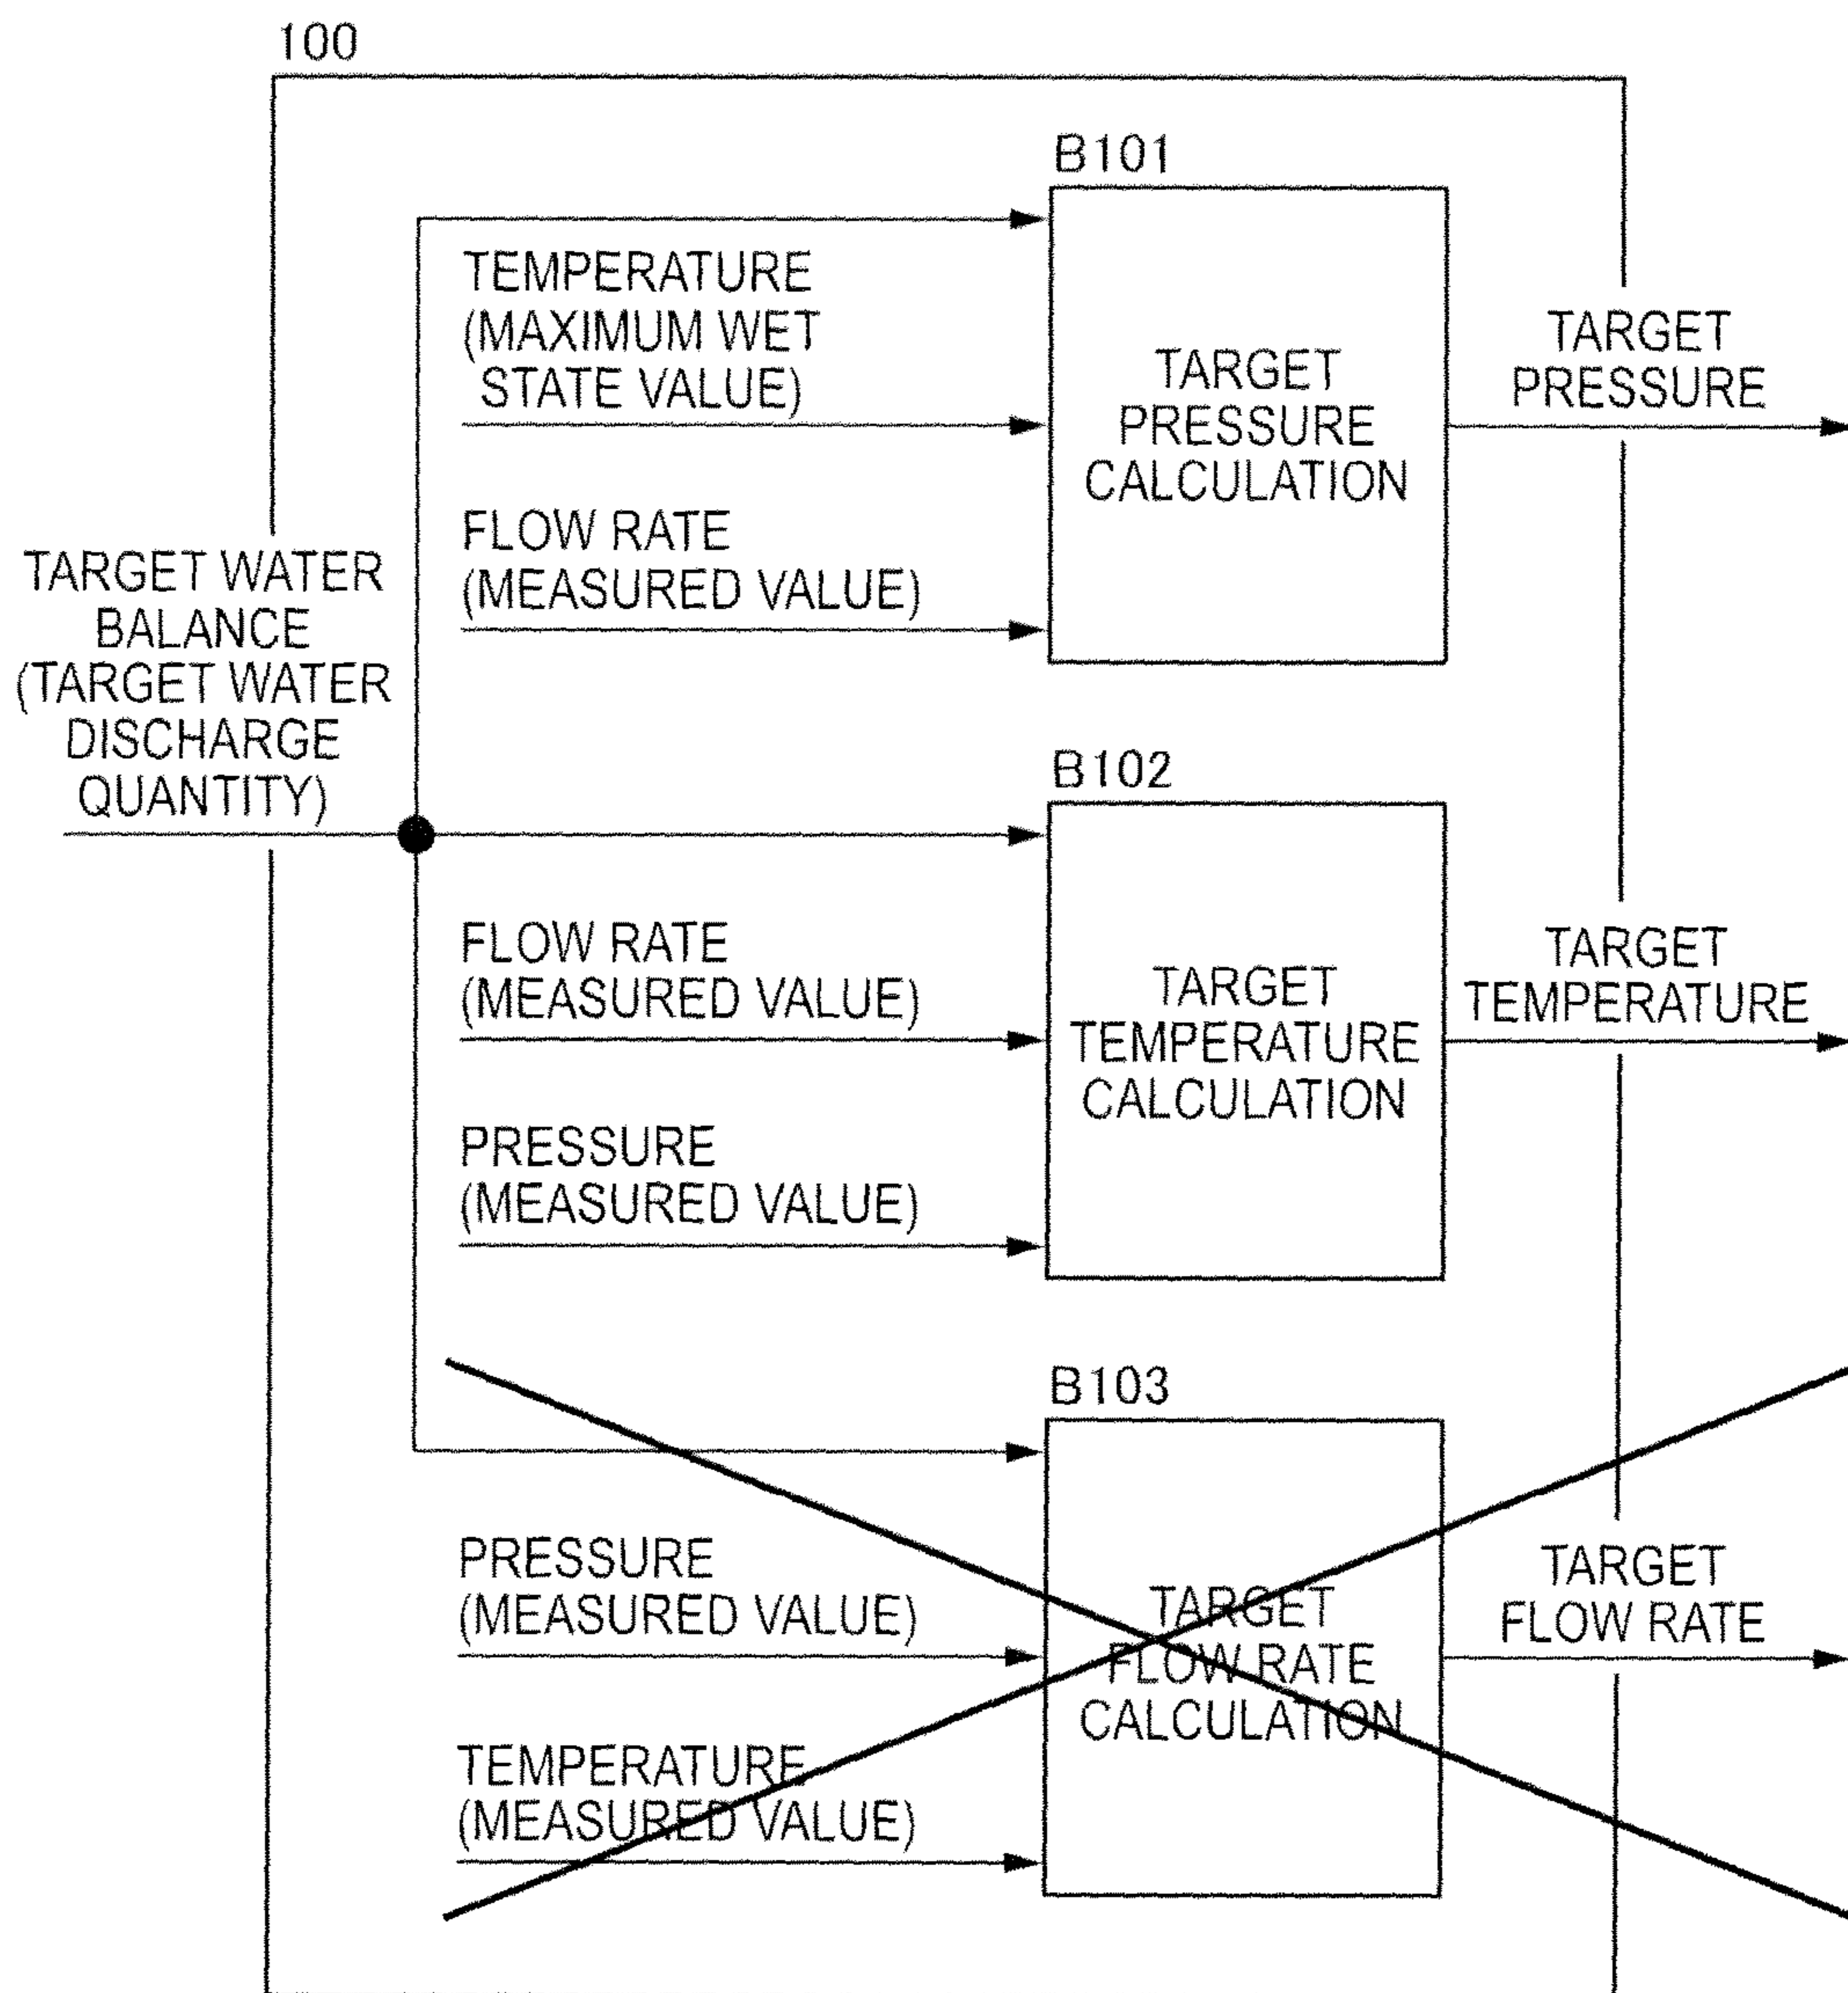 100
B101
TEMPERATURE
(MAXIMUM WET
STATE VALUE)
FLOW RATE
(MEASURED VALUE)
TARGET
PRESSURE
CALCULATION
TARGET
PRESSURE
TARGET WATER
BALANCE
(TARGET WATER
DISCHARGE
QUANTITY)
B102
FLOW RATE
(MEASURED VALUE)
PRESSURE
(MEASURED VALUE)
TARGET
TEMPERATURE
CALCULATION
TARGET
TEMPERATURE
B103
PRESSURE
(MEASURED VALUE)
TEMPERATURE
(MEASURED VALUE)
TARGET
FLOW RATE
CALCULATION
TARGET
FLOW RATE